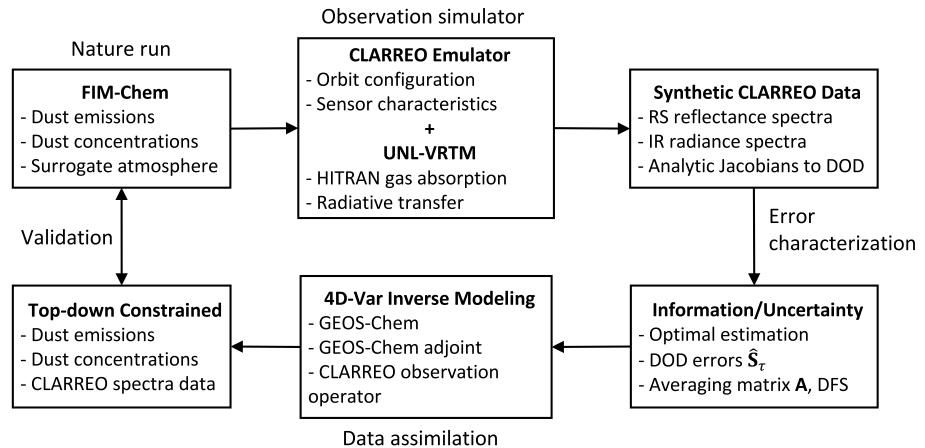 Observation simulator
Nature run
FIM-Chem
- Dust emissions
- Dust concentrations
- Surrogate atmosphere
CLARREO Emulator
- Orbit configuration
- Sensor characteristics
+
UNL-VRTM
- HITRAN gas absorption
- Radiative transfer
Synthetic CLARREO Data
- RS reflectance spectra
- IR radiance spectra
- Analytic Jacobians to DOD
Validation
Error
characterization
Top-down Constrained
- Dust emissions
- Dust concentrations
- CLARREO spectra data
4D-Var Inverse Modeling
- GEOS-Chem
- GEOS-Chem adjoint
- CLARREO observation
operator
Information/Uncertainty
- Optimal estimation
- DOD errors Ŝτ
- Averaging matrix A, DFS
Data assimilation